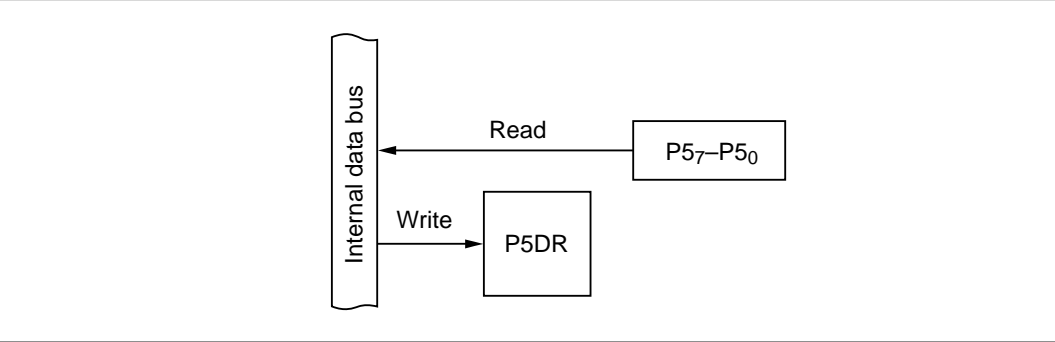 Internal data bus
Read
P5₇–P5₀
Write
P5DR